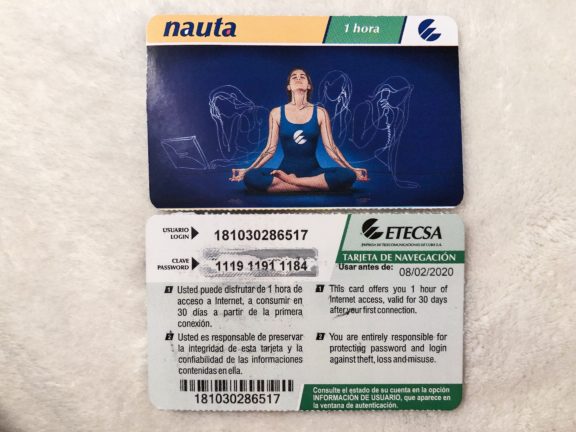 nauta
1 hora
USUARIO
LOGIN
181030286517
CLAVE
PASSWORD
1119 1191 1184
ETECSA
EMPRESA DE TELECOMUNICACIONES DE CUBA S.A.
TARJETA DE NAVEGACIÓN
Usar antes de: 08/02/2020
1 Usted puede disfrutar de 1 hora de
acceso a Internet, a consumir en
30 días a partir de la primera
conexión.
2 Usted es responsable de preservar
la integridad de esta tarjeta y la
confiabilidad de las informaciones
contenidas en ella.
1 This card offers you 1 hour of
Internet access, valid for 30 days
after your first connection.
2 You are entirely responsible for
protecting password and login
against theft, loss and misuse.
181030286517
Consulte el estado de su cuenta en la opción
INFORMACIÓN DE USUARIO, que aparece en
la ventana de autenticación.